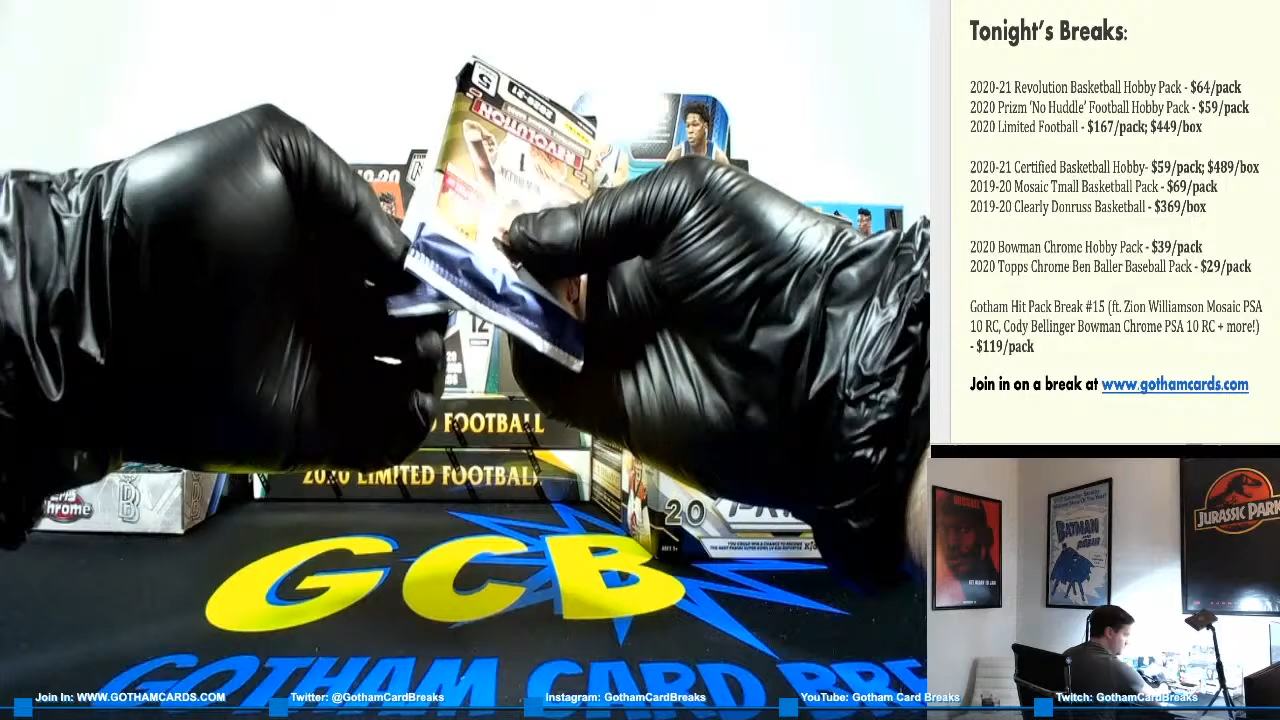 Tonight's Breaks:
2020-21 Revolution Basketball Hobby Pack - $64/pack
2020 Prizm 'No Huddle' Football Hobby Pack - $59/pack
2020 Limited Football - $167/pack; $449/box
2020-21 Certified Basketball Hobby- $59/pack; $489/box
2019-20 Mosaic Tmall Basketball Pack - $69/pack
2019-20 Clearly Donruss Basketball - $369/box
2020 Bowman Chrome Hobby Pack - $39/pack
2020 Topps Chrome Ben Baller Baseball Pack - $29/pack
Gotham Hit Pack Break #15 (ft. Zion Williamson Mosaic PSA
10 RC, Cody Bellinger Bowman Chrome PSA 10 RC + more!)
- $119/pack
Join in on a break at www.gothamcards.com
REVOLUTION
12
FOOTBALL
2020 LIMITED FOOTBALL
20
GCB
GOTHAM CARD BRE
BATMAN
JURASSIC PARK
Join In: WWW.GOTHAMCARDS.COM
Twitter: @GothamCardBreaks
Instagram: GothamCardBreaks
YouTube: Gotham Card Breaks
Twitch: GothamCardBreaks